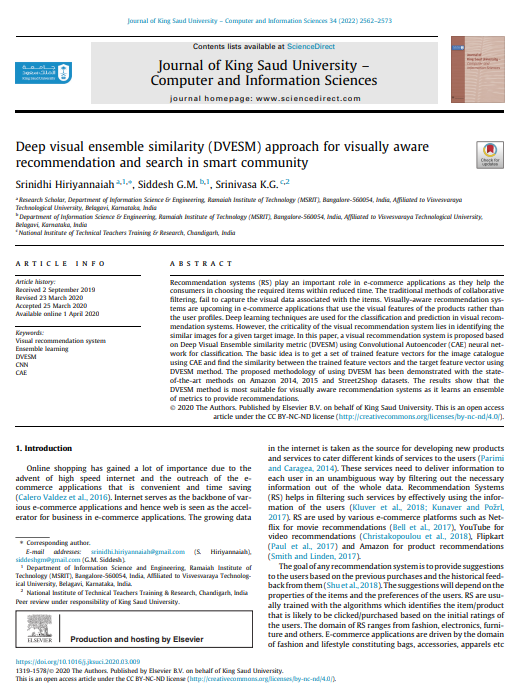 Journal of King Saud University – Computer and Information Sciences 34 (2022) 2562–2573
Contents lists available at ScienceDirect
Journal of King Saud University –
Computer and Information Sciences
journal homepage: www.sciencedirect.com
Deep visual ensemble similarity (DVESM) approach for visually aware
recommendation and search in smart community
Check for
updates
Srinidhi Hiriyannaiah a,1,*, Siddesh G.M. b,1, Srinivasa K.G. c,2
a Research Scholar, Department of Information Science & Engineering, Ramaiah Institute of Technology (MSRIT), Bangalore-560054, India, Affiliated to Visvesvaraya
Technological University, Belagavi, Karnataka, India
b Department of Information Science & Engineering, Ramaiah Institute of Technology (MSRIT), Bangalore-560054, India, Affiliated to Visvesvaraya Technological University,
Belagavi, Karnataka, India
c National Institute of Technical Teachers Training & Research, Chandigarh, India
ARTICLE INFO
Article history:
Received 2 September 2019
Revised 23 March 2020
Accepted 25 March 2020
Available online 1 April 2020
Keywords:
Visual recommendation system
Ensemble learning
DVESM
CNN
CAE
ABSTRACT
Recommendation systems (RS) play an important role in e-commerce applications as they help the
consumers in choosing the required items within reduced time. The traditional methods of collaborative
filtering, fail to capture the visual data associated with the items. Visually-aware recommendation sys-
tems are upcoming in e-commerce applications that use the visual features of the products rather than
the user profiles. Deep learning techniques are used for the classification and prediction in visual recom-
mendation systems. However, the criticality of the visual recommendation system lies in identifying the
similar images for a given target image. In this paper, a visual recommendation system is proposed based
on Deep Visual Ensemble similarity metric (DVESM) using Convolutional Autoencoder (CAE) neural net-
work for classification. The basic idea is to get a set of trained feature vectors for the image catalogue
using CAE and find the similarity between the trained feature vectors and the target feature vector using
DVESM method. The proposed methodology of using DVESM has been demonstrated with the state-
of-the-art methods on Amazon 2014, 2015 and Street2Shop datasets. The results show that the
DVESM method is most suitable for visually aware recommendation systems as it learns an ensemble
of metrics to provide recommendations.
© 2020 The Authors. Published by Elsevier B.V. on behalf of King Saud University. This is an open access
article under the CC BY-NC-ND license (http://creativecommons.org/licenses/by-nc-nd/4.0/).
1. Introduction
Online shopping has gained a lot of importance due to the
advent of high speed internet and the outreach of the e-
commerce applications that is convenient and time saving
(Calero Valdez et al., 2016). Internet serves as the backbone of var-
ious e-commerce applications and hence web is seen as the accel-
erator for business in e-commerce applications. The growing data
* Corresponding author.
E-mail addresses: srinidhi.hiriyannaiah@gmail.com (S. Hiriyannaiah),
siddeshgm@gmail.com (G.M. Siddesh).
1 Department of Information Science and Engineering, Ramaiah Institute of
Technology (MSRIT), Bangalore-560054, India, Affiliated to Visvesvaraya Technolog-
ical University, Belagavi, Karnataka, India.
2 National Institute of Technical Teachers Training & Research, Chandigarh, India
Peer review under responsibility of King Saud University.
ELSEVIER
Production and hosting by Elsevier
in the internet is taken as the source for developing new products
and services to cater different kinds of services to the users (Parimi
and Caragea, 2014). These services need to deliver information to
each user in an unambiguous way by filtering out the necessary
information out of the whole data. Recommendation Systems
(RS) helps in filtering such services by effectively using the infor-
mation of the users (Kluver et al., 2018; Kunaver and Požrl,
2017). RS are used by various e-commerce platforms such as Net-
flix for movie recommendations (Bell et al., 2017), YouTube for
video recommendations (Christakopoulou et al., 2018), Flipkart
(Paul et al., 2017) and Amazon for product recommendations
(Smith and Linden, 2017).
The goal of any recommendation system is to provide suggestions
to the users based on the previous purchases and the historical feed-
back from them (Shu et al., 2018). The suggestions will depend on the
properties of the items and the preferences of the users. RS are usu-
ally trained with the algorithms which identifies the item/product
that is likely to be clicked/purchased based on the initial ratings of
the users. The domain of RS ranges from fashion, electronics, furni-
ture and others. E-commerce applications are driven by the domain
of fashion and lifestyle constituting bags, accessories, apparels etc
https://doi.org/10.1016/j.jksuci.2020.03.009
1319-1578/© 2020 The Authors. Published by Elsevier B.V. on behalf of King Saud University.
This is an open access article under the CC BY-NC-ND license (http://creativecommons.org/licenses/by-nc-nd/4.0/).